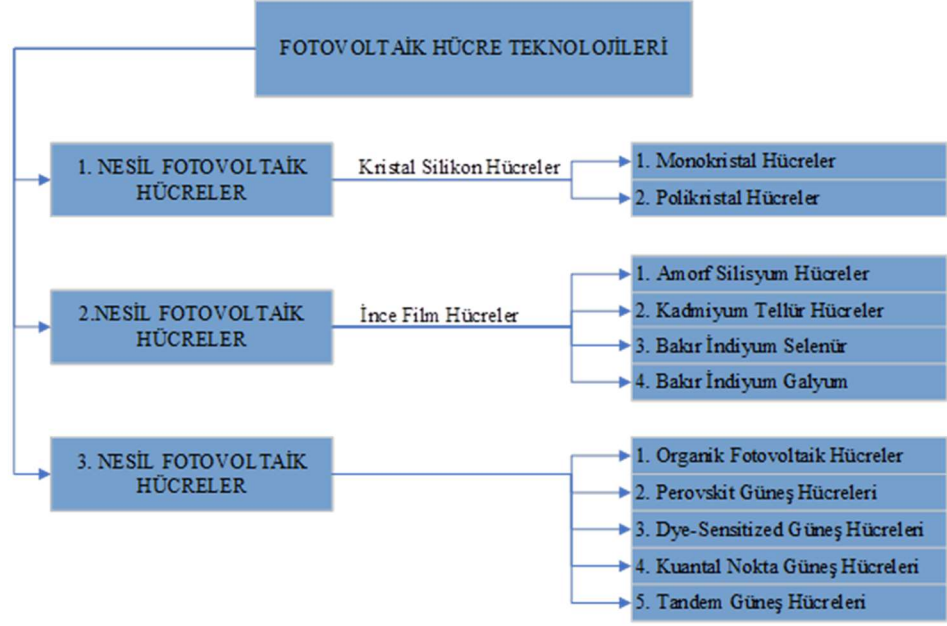 FOTOVOLTAİK HÜCRE TEKNOLOJİLERİ
1. NESİL FOTOVOLTAİK
HÜCRELER
Kristal Silikon Hücreler
1. Monokristal Hücreler
2. Polikristal Hücreler
2.NESİL FOTOVOLTAİK
HÜCRELER
İnce Film Hücreler
1. Amorf Silisyum Hücreler
2. Kadmiyum Tellür Hücreler
3. Bakır İndiyum Selenür
4. Bakır İndiyum Galyum
3. NESİL FOTOVOLTAİK
HÜCRELER
1. Organik Fotovoltaik Hücreler
2. Perovskit Güneş Hücreleri
3. Dye-Sensitized Güneş Hücreleri
4. Kuantal Nokta Güneş Hücreleri
5. Tandem Güneş Hücreleri